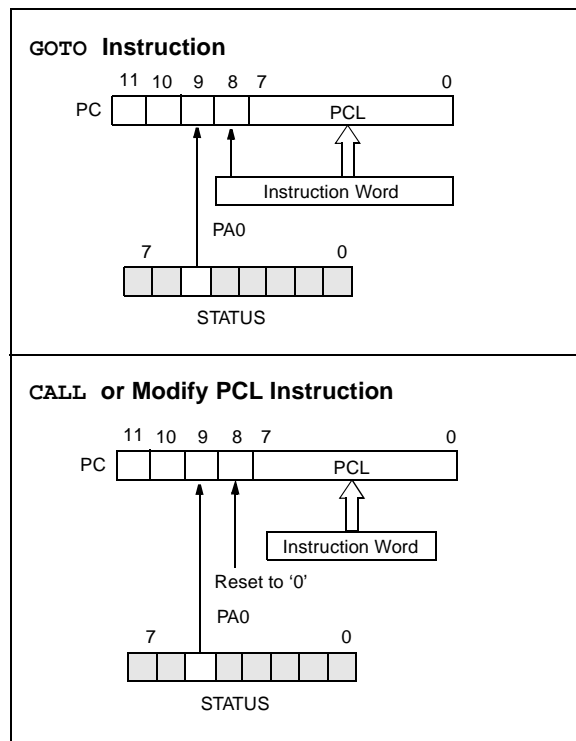 GOTO Instruction
11 10 9 8 7 0
PC PCL
Instruction Word
PA0
7 0
STATUS
CALL or Modify PCL Instruction
11 10 9 8 7 0
PC PCL
Instruction Word
Reset to ‘0’
PA0
7 0
STATUS